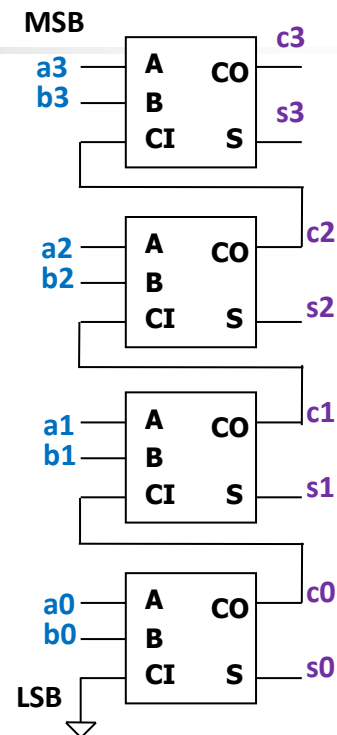 MSB
c3
a3 A CO
b3 B s3
CI S
c2
a2 A CO
b2 B s2
CI S
c1
a1 A CO
b1 B s1
CI S
c0
a0 A CO
b0 B
CI S s0
LSB